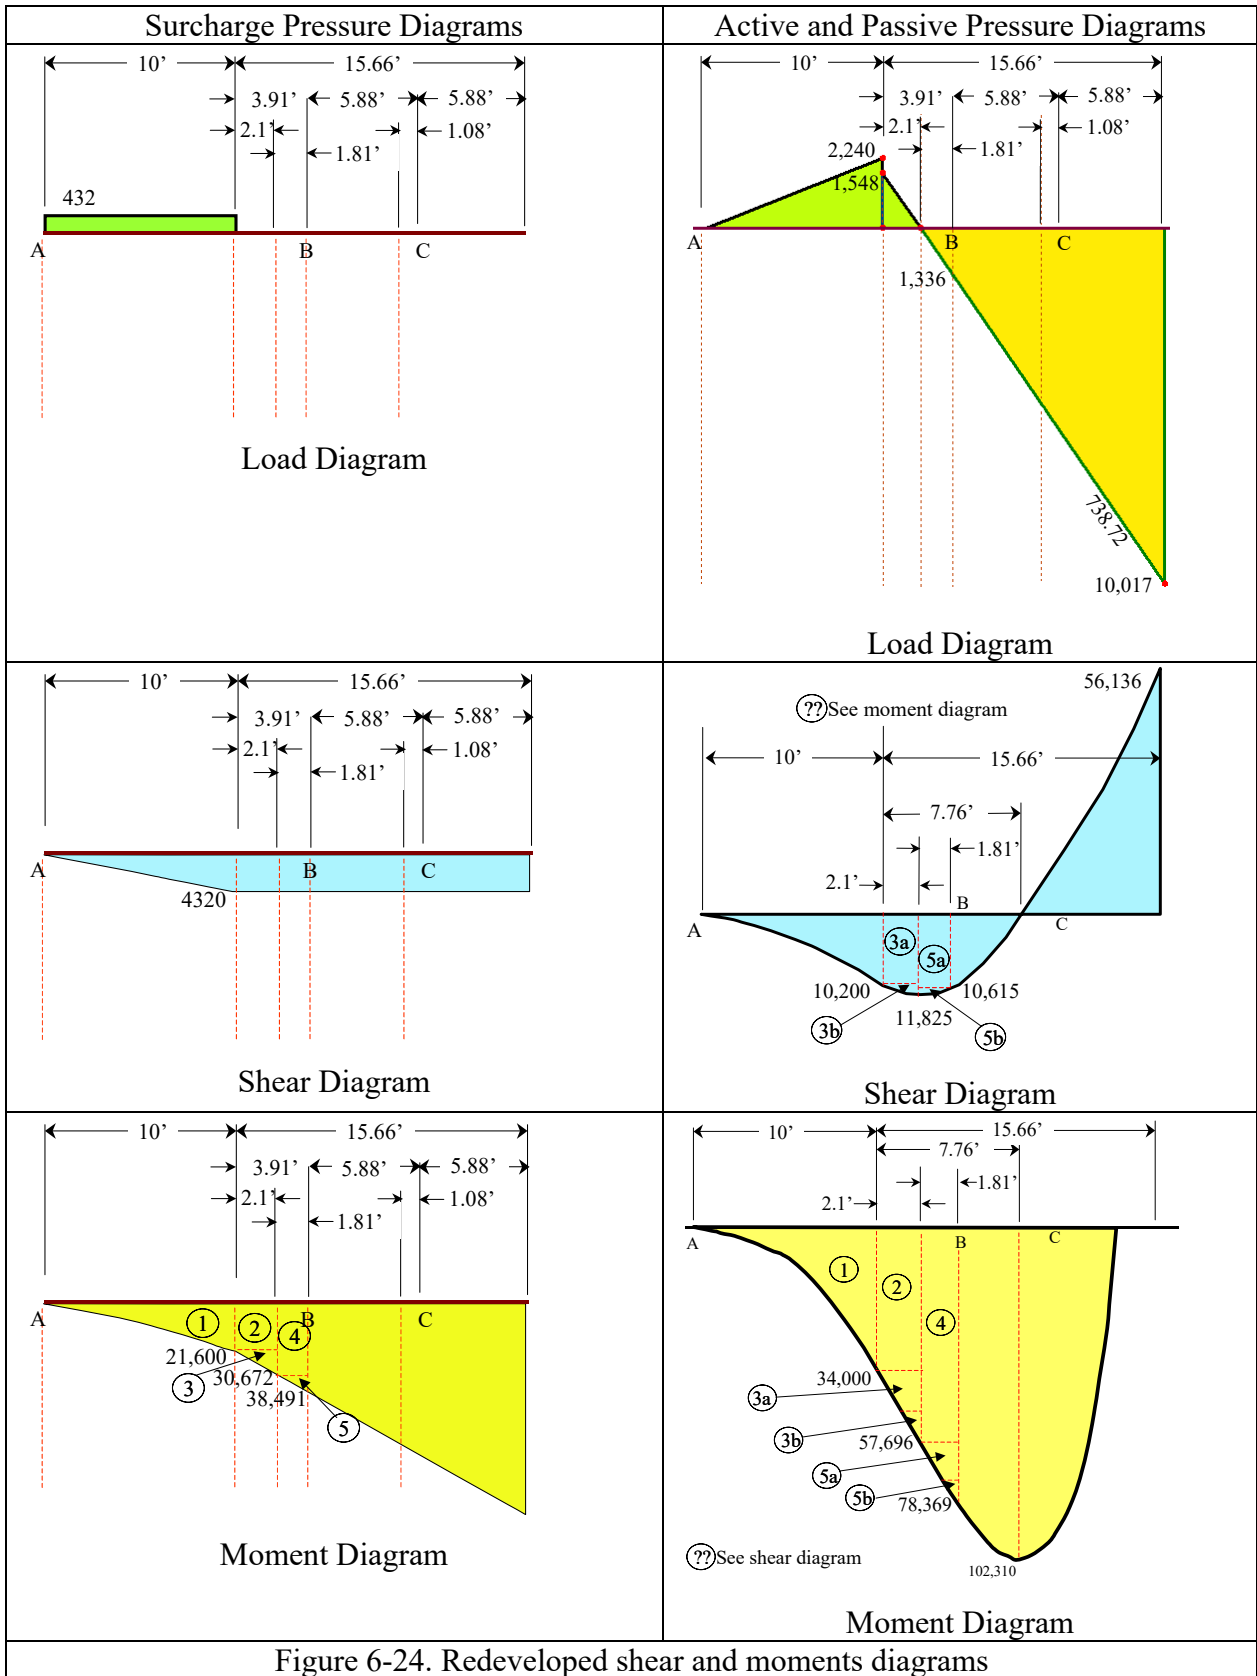 Surcharge Pressure Diagrams
10’ 15.66’
3.91’ 5.88’ 5.88’
2.1’ 1.08’
1.81’
432
A B C
Load Diagram
Active and Passive Pressure Diagrams
10’ 15.66’
3.91’ 5.88’ 5.88’
2.1’ 1.08’
2,240 1.81’
1,548
A B C
1,336
738.72
10,017
Load Diagram
10’ 15.66’
3.91’ 5.88’ 5.88’
2.1’ 1.08’
1.81’
A B C
4320
Shear Diagram
56,136
?? See moment diagram
10’ 15.66’
7.76’
1.81’
2.1’
B
A C
3a
5a
10,200 10,615
11,825
3b 5b
Shear Diagram
10’ 15.66’
3.91’ 5.88’ 5.88’
2.1’ 1.08’
1.81’
A B C
1 2 4
21,600
30,672
3
38,491
5
Moment Diagram
10’ 15.66’
7.76’
1.81’
2.1’
A B C
1
2
4
34,000
3a
3b
57,696
5a
5b
78,369
?? See shear diagram
102,310
Moment Diagram
Figure 6-24. Redeveloped shear and moments diagrams